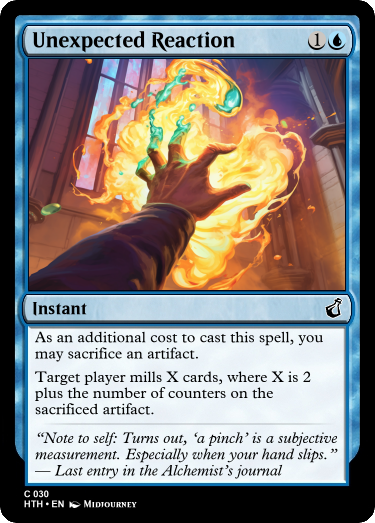 Unexpected Reaction 1
Instant
As an additional cost to cast this spell, you
may sacrifice an artifact.
Target player mills X cards, where X is 2
plus the number of counters on the
sacrificed artifact.
“Note to self: Turns out, ‘a pinch’ is a subjective
measurement. Especially when your hand slips.”
— Last entry in the Alchemist’s journal
C 030
HTH • EN Midjourney